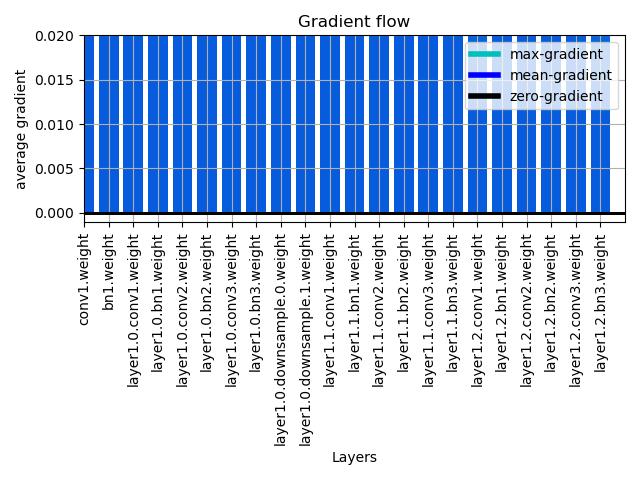 Gradient flow
max-gradient
mean-gradient
zero-gradient
0.020
0.015
0.010
0.005
0.000
average gradient
conv1.weight
bn1.weight
layer1.0.conv1.weight
layer1.0.bn1.weight
layer1.0.conv2.weight
layer1.0.bn2.weight
layer1.0.conv3.weight
layer1.0.bn3.weight
layer1.0.downsample.0.weight
layer1.0.downsample.1.weight
layer1.1.conv1.weight
layer1.1.bn1.weight
layer1.1.conv2.weight
layer1.1.bn2.weight
layer1.1.conv3.weight
layer1.1.bn3.weight
layer1.2.conv1.weight
layer1.2.bn1.weight
layer1.2.conv2.weight
layer1.2.bn2.weight
layer1.2.conv3.weight
layer1.2.bn3.weight
Layers